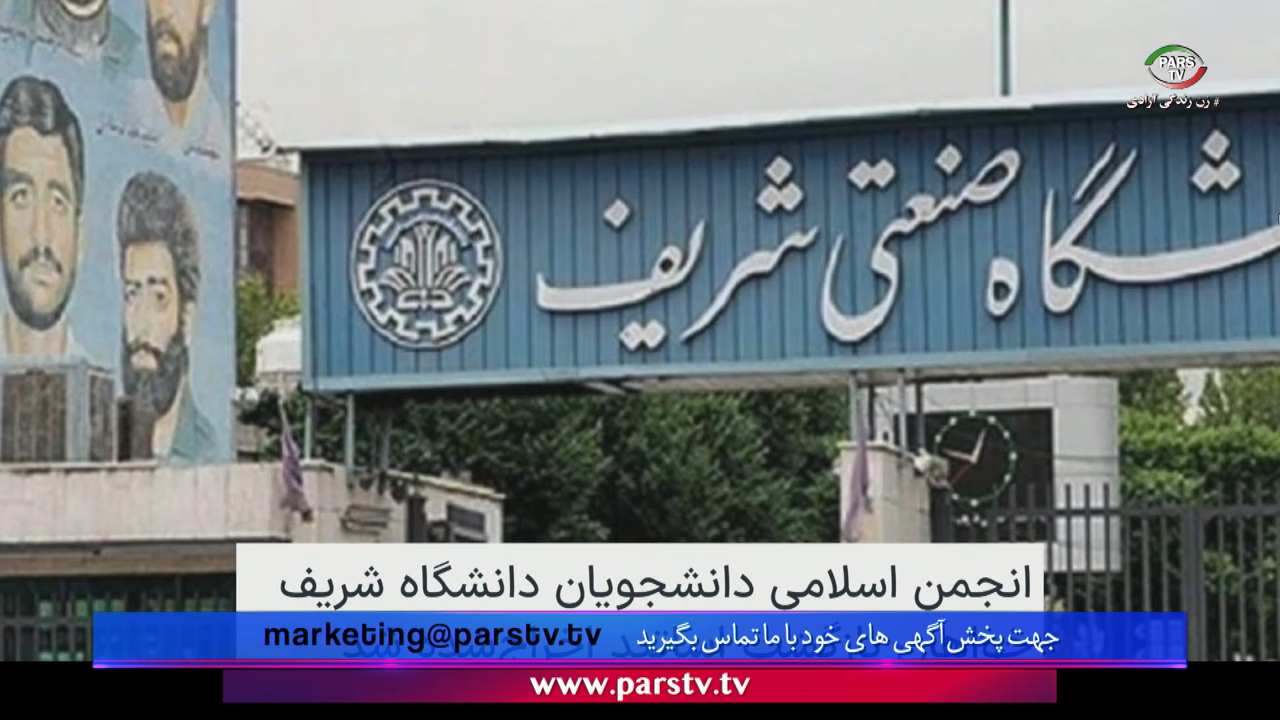 PARS
TV
# زن زندگی آزادی
شگاه صنعتی شریف
انجمن اسلامی دانشجویان دانشگاه شریف
جهت پخش آگهی های خود با ما تماس بگیرید marketing@parstv.tv
www.parstv.tv